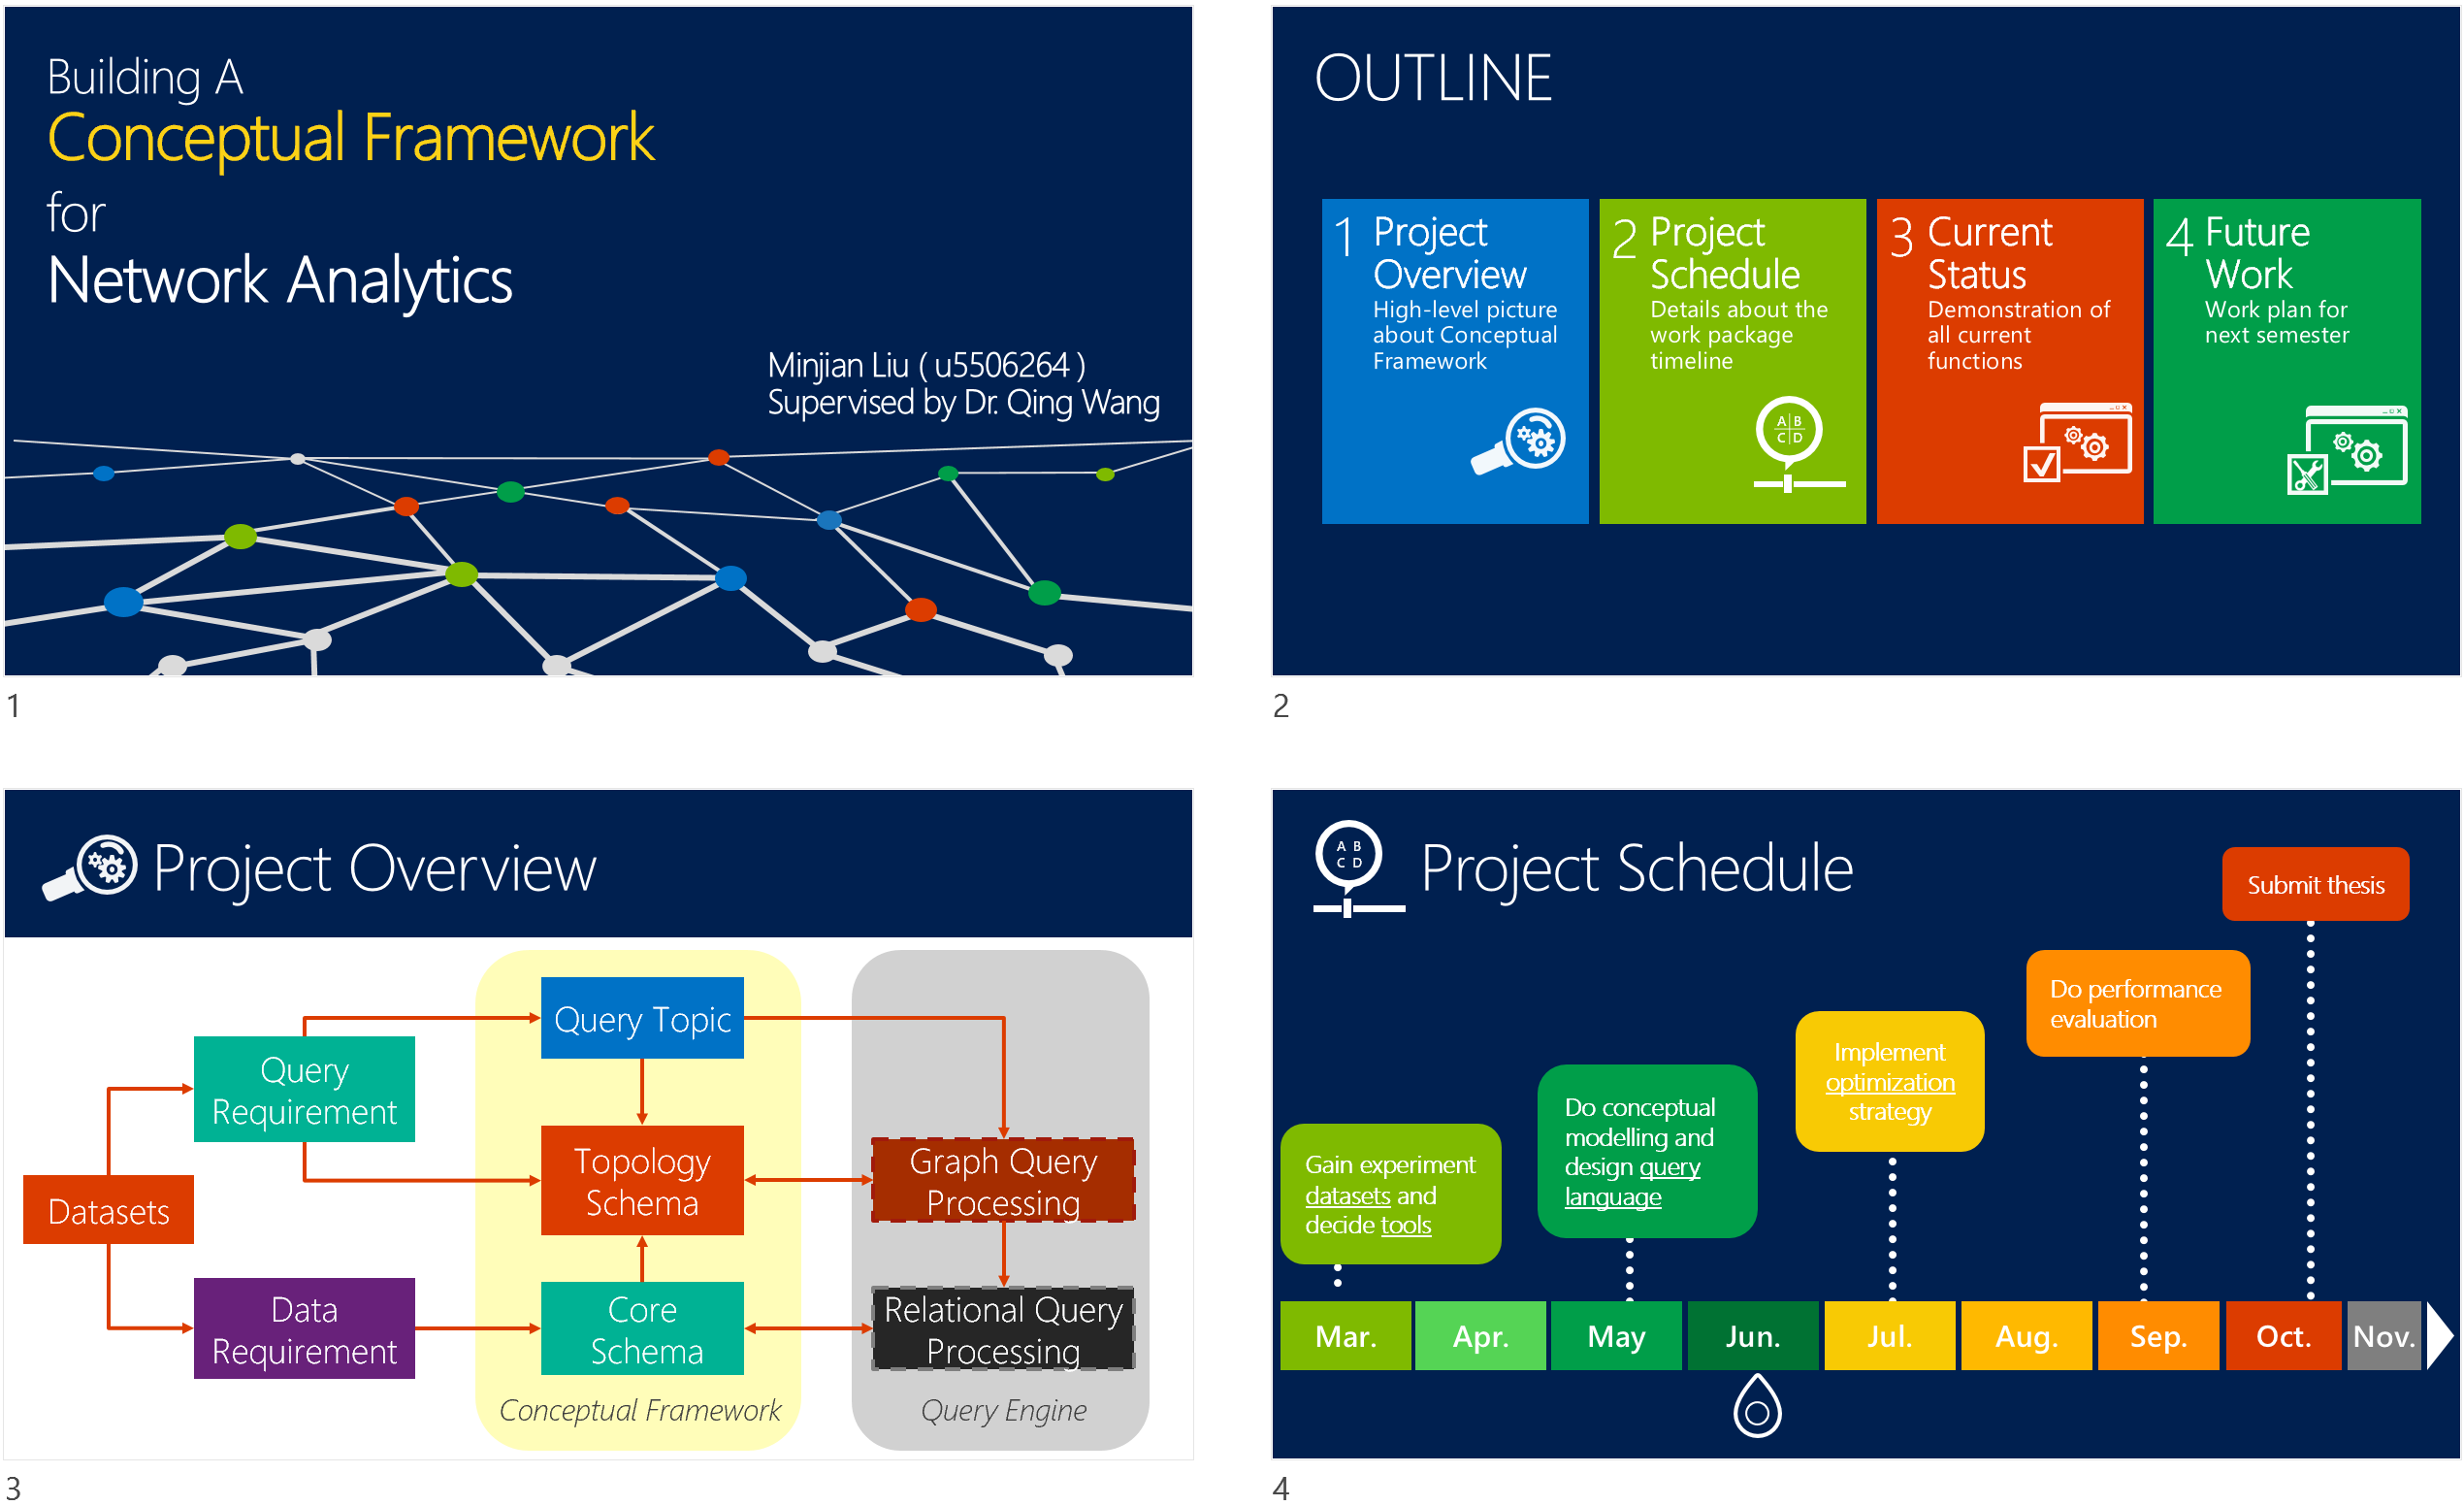 Building A
Conceptual Framework
for
Network Analytics
Minjian Liu ( u5506264 )
Supervised by Dr. Qing Wang
1
OUTLINE
1 Project
Overview
High-level picture
about Conceptual
Framework
2 Project
Schedule
Details about the
work package
timeline
A B
C D
3 Current
Status
Demonstration of
all current
functions
4 Future
Work
Work plan for
next semester
2
Project Overview
Query Topic
Query
Requirement
Topology
Schema
Graph Query
Processing
Datasets
Data
Requirement
Core
Schema
Relational Query
Processing
Conceptual Framework
Query Engine
3
A B
C D
Project Schedule
Submit thesis
Do performance
evaluation
Implement
optimization
strategy
Do conceptual
modelling and
design query
language
Gain experiment
datasets and
decide tools
Mar. Apr. May Jun. Jul. Aug. Sep. Oct. Nov.
4